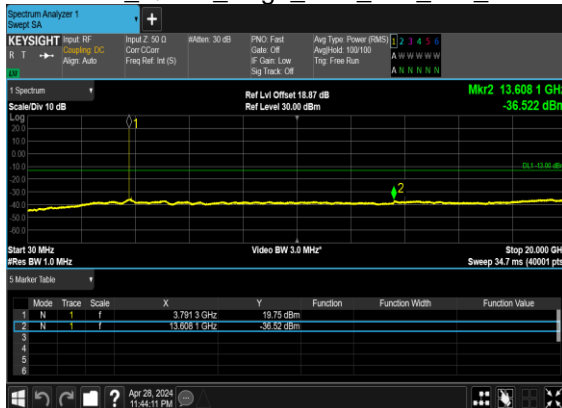 Spectrum Analyzer 1
Swept SA
+
KEYSIGHT Input: RF Input Z: 50 Ω #Atten: 30 dB PNO: Fast Avg Type: Power (RMS) 1 2 3 4 5 6
R T Coupling: DC Corr CCorr Gate: Off Avg|Hold: 100/100 A W W W W W
Align: Auto Freq Ref: Int (S) IF Gain: Low Trig: Free Run
Sig Track: Off A N N N N N
1 Spectrum
Ref Lvl Offset 18.87 dB Mkr2 13.608 1 GHz
Scale/Div 10 dB Ref Level 30.00 dBm -36.522 dBm
Log
20.0
10.0
0.00
-10.0
-20.0
-30.0
-40.0
-50.0
-60.0
1
DL1 -13.00 dBm
2
Start 30 MHz Video BW 3.0 MHz* Stop 20.000 GHz
#Res BW 1.0 MHz Sweep 34.7 ms (40001 pts)
5 Marker Table
Mode Trace Scale X Y Function Function Width Function Value
1 N 1 f 3.791 3 GHz 19.75 dBm
2 N 1 f 13.608 1 GHz -36.52 dBm
3
4
5
6
? Apr 28, 2024
11:44:11 PM